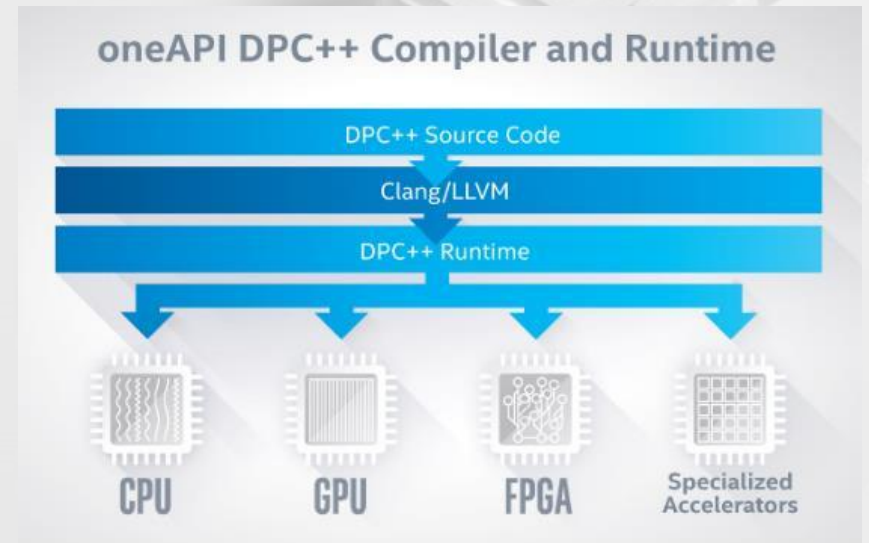 oneAPI DPC++ Compiler and Runtime
DPC++ Source Code
Clang/LLVM
DPC++ Runtime
CPU
GPU
FPGA
Specialized
Accelerators